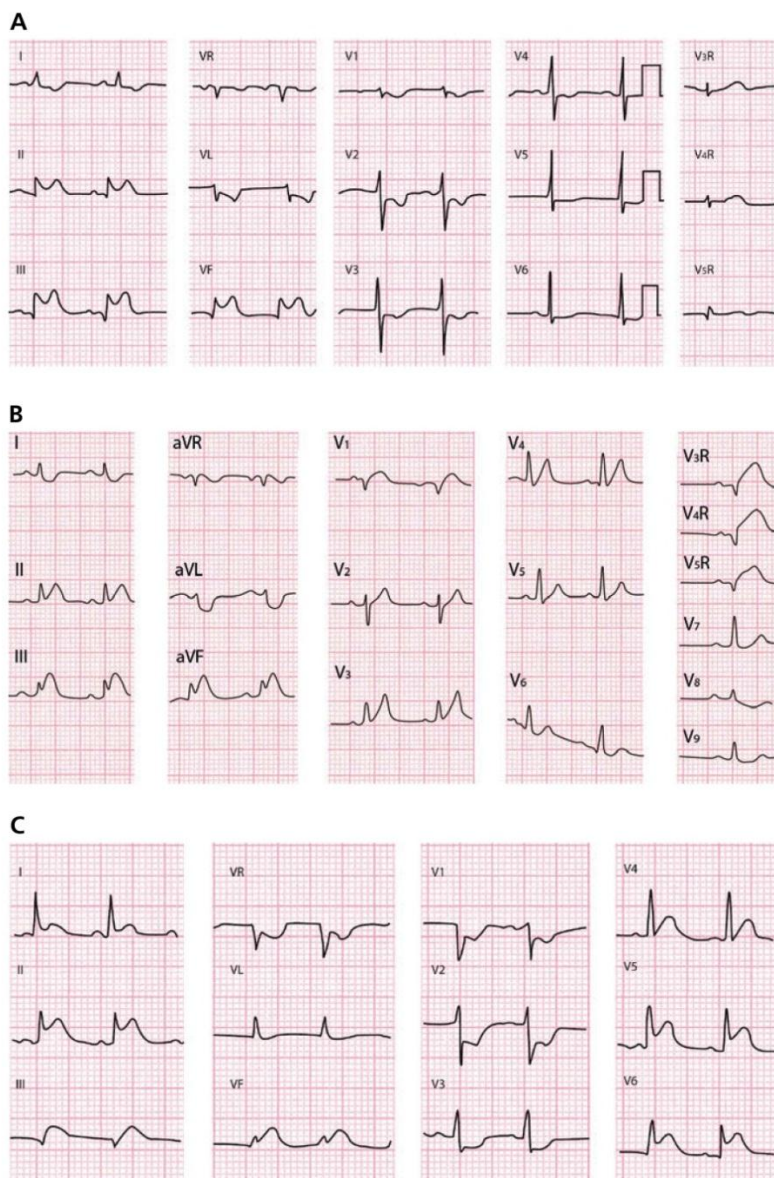 A
I VR V1 V4 V3R
II VL V2 V5 V4R
III VF V3 V6 V5R
B
I aVR V1 V4 V3R
V4R
II aVL V2 V5 V5R
V7
III aVF V3 V6 V8
V9
C
I VR V1 V4
II VL V2 V5
III VF V3 V6